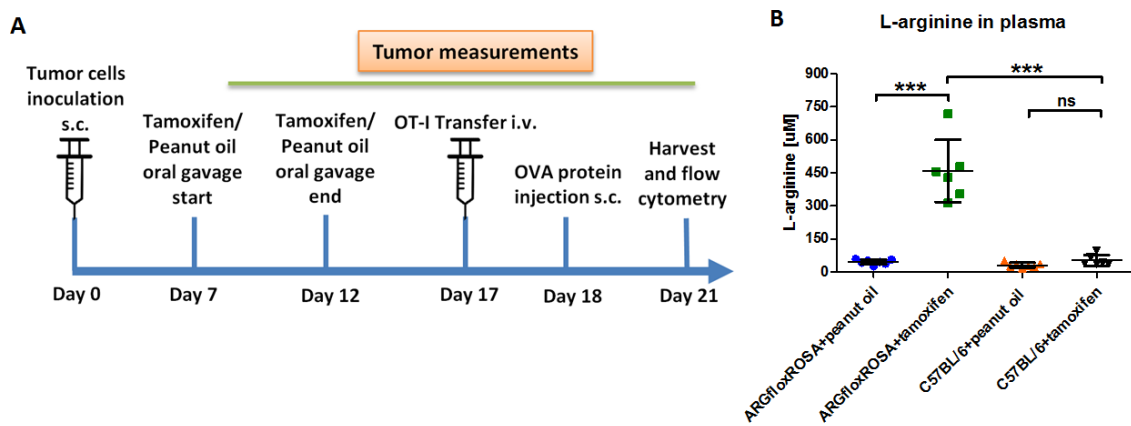 A
Tumor measurements
Tumor cells
inoculation
s.c.
Tamoxifen/
Peanut oil
oral gavage
start
Tamoxifen/
Peanut oil
oral gavage
end
OT-I Transfer i.v.
OVA protein
injection s.c.
Harvest
and flow
cytometry
Day 0
Day 7
Day 12
Day 17
Day 18
Day 21
B
L-arginine in plasma
L-arginine [uM]
900
750
600
450
300
150
0
***
***
ns
ARGfloxROSA+peanut oil
ARGfloxROSA+tamoxifen
C57BL/6+peanut oil
C57BL/6+tamoxifen